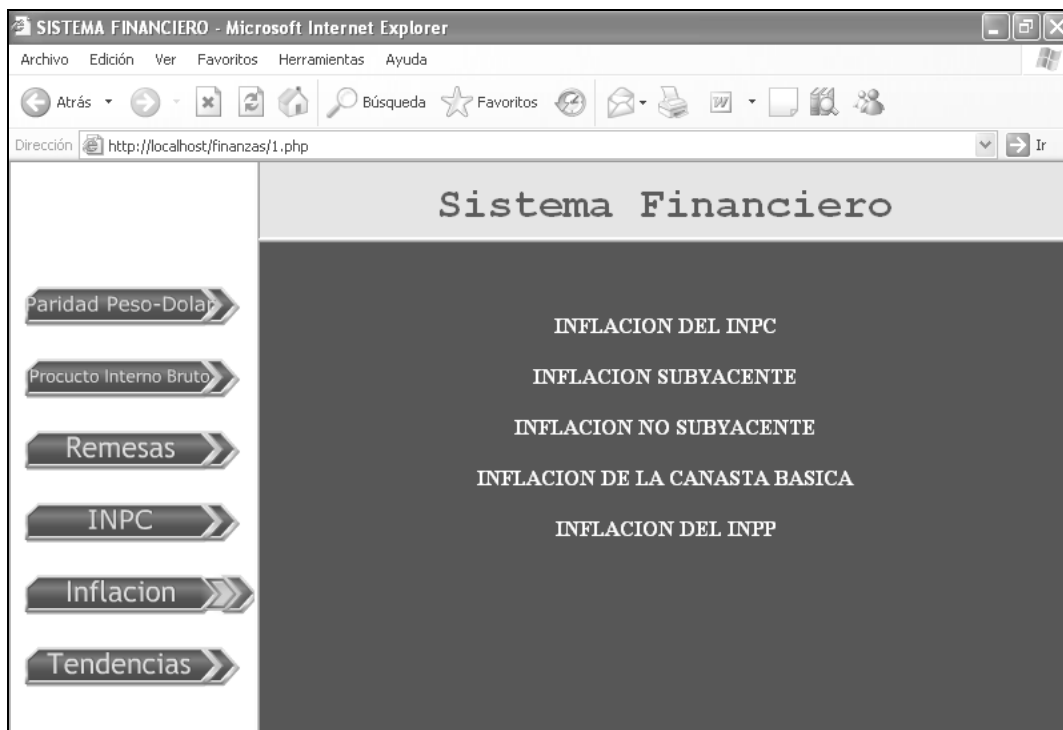 SISTEMA FINANCIERO - Microsoft Internet Explorer
Archivo Edición Ver Favoritos Herramientas Ayuda
Atrás Búsqueda Favoritos W
Dirección http://localhost/finanzas/1.php Ir
Sistema Financiero
Paridad Peso-Dolar
Procucto Interno Bruto
Remesas
INPC
Inflacion
Tendencias
INFLACION DEL INPC
INFLACION SUBYACENTE
INFLACION NO SUBYACENTE
INFLACION DE LA CANASTA BASICA
INFLACION DEL INPP